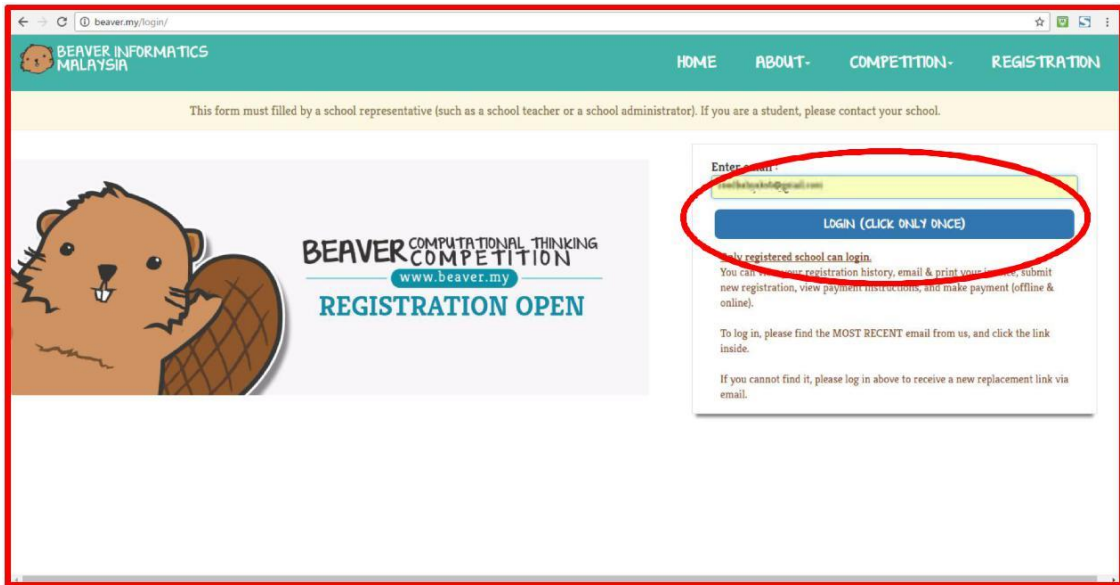 beaver.my/login/
BEAVER INFORMATICS
MALAYSIA
HOME ABOUT COMPETITION REGISTRATION
This form must filled by a school representative (such as a school teacher or a school administrator). If you are a student, please contact your school.
Enter email :
LOGIN (CLICK ONLY ONCE)
Only registered school can login.
You can view your registration history, email & print your invoice, submit
new registration, view payment instructions, and make payment (offline &
online).
To log in, please find the MOST RECENT email from us, and click the link
inside.
If you cannot find it, please log in above to receive a new replacement link via
email.
BEAVER COMPUTATIONAL THINKING
COMPETITION
www.beaver.my
REGISTRATION OPEN